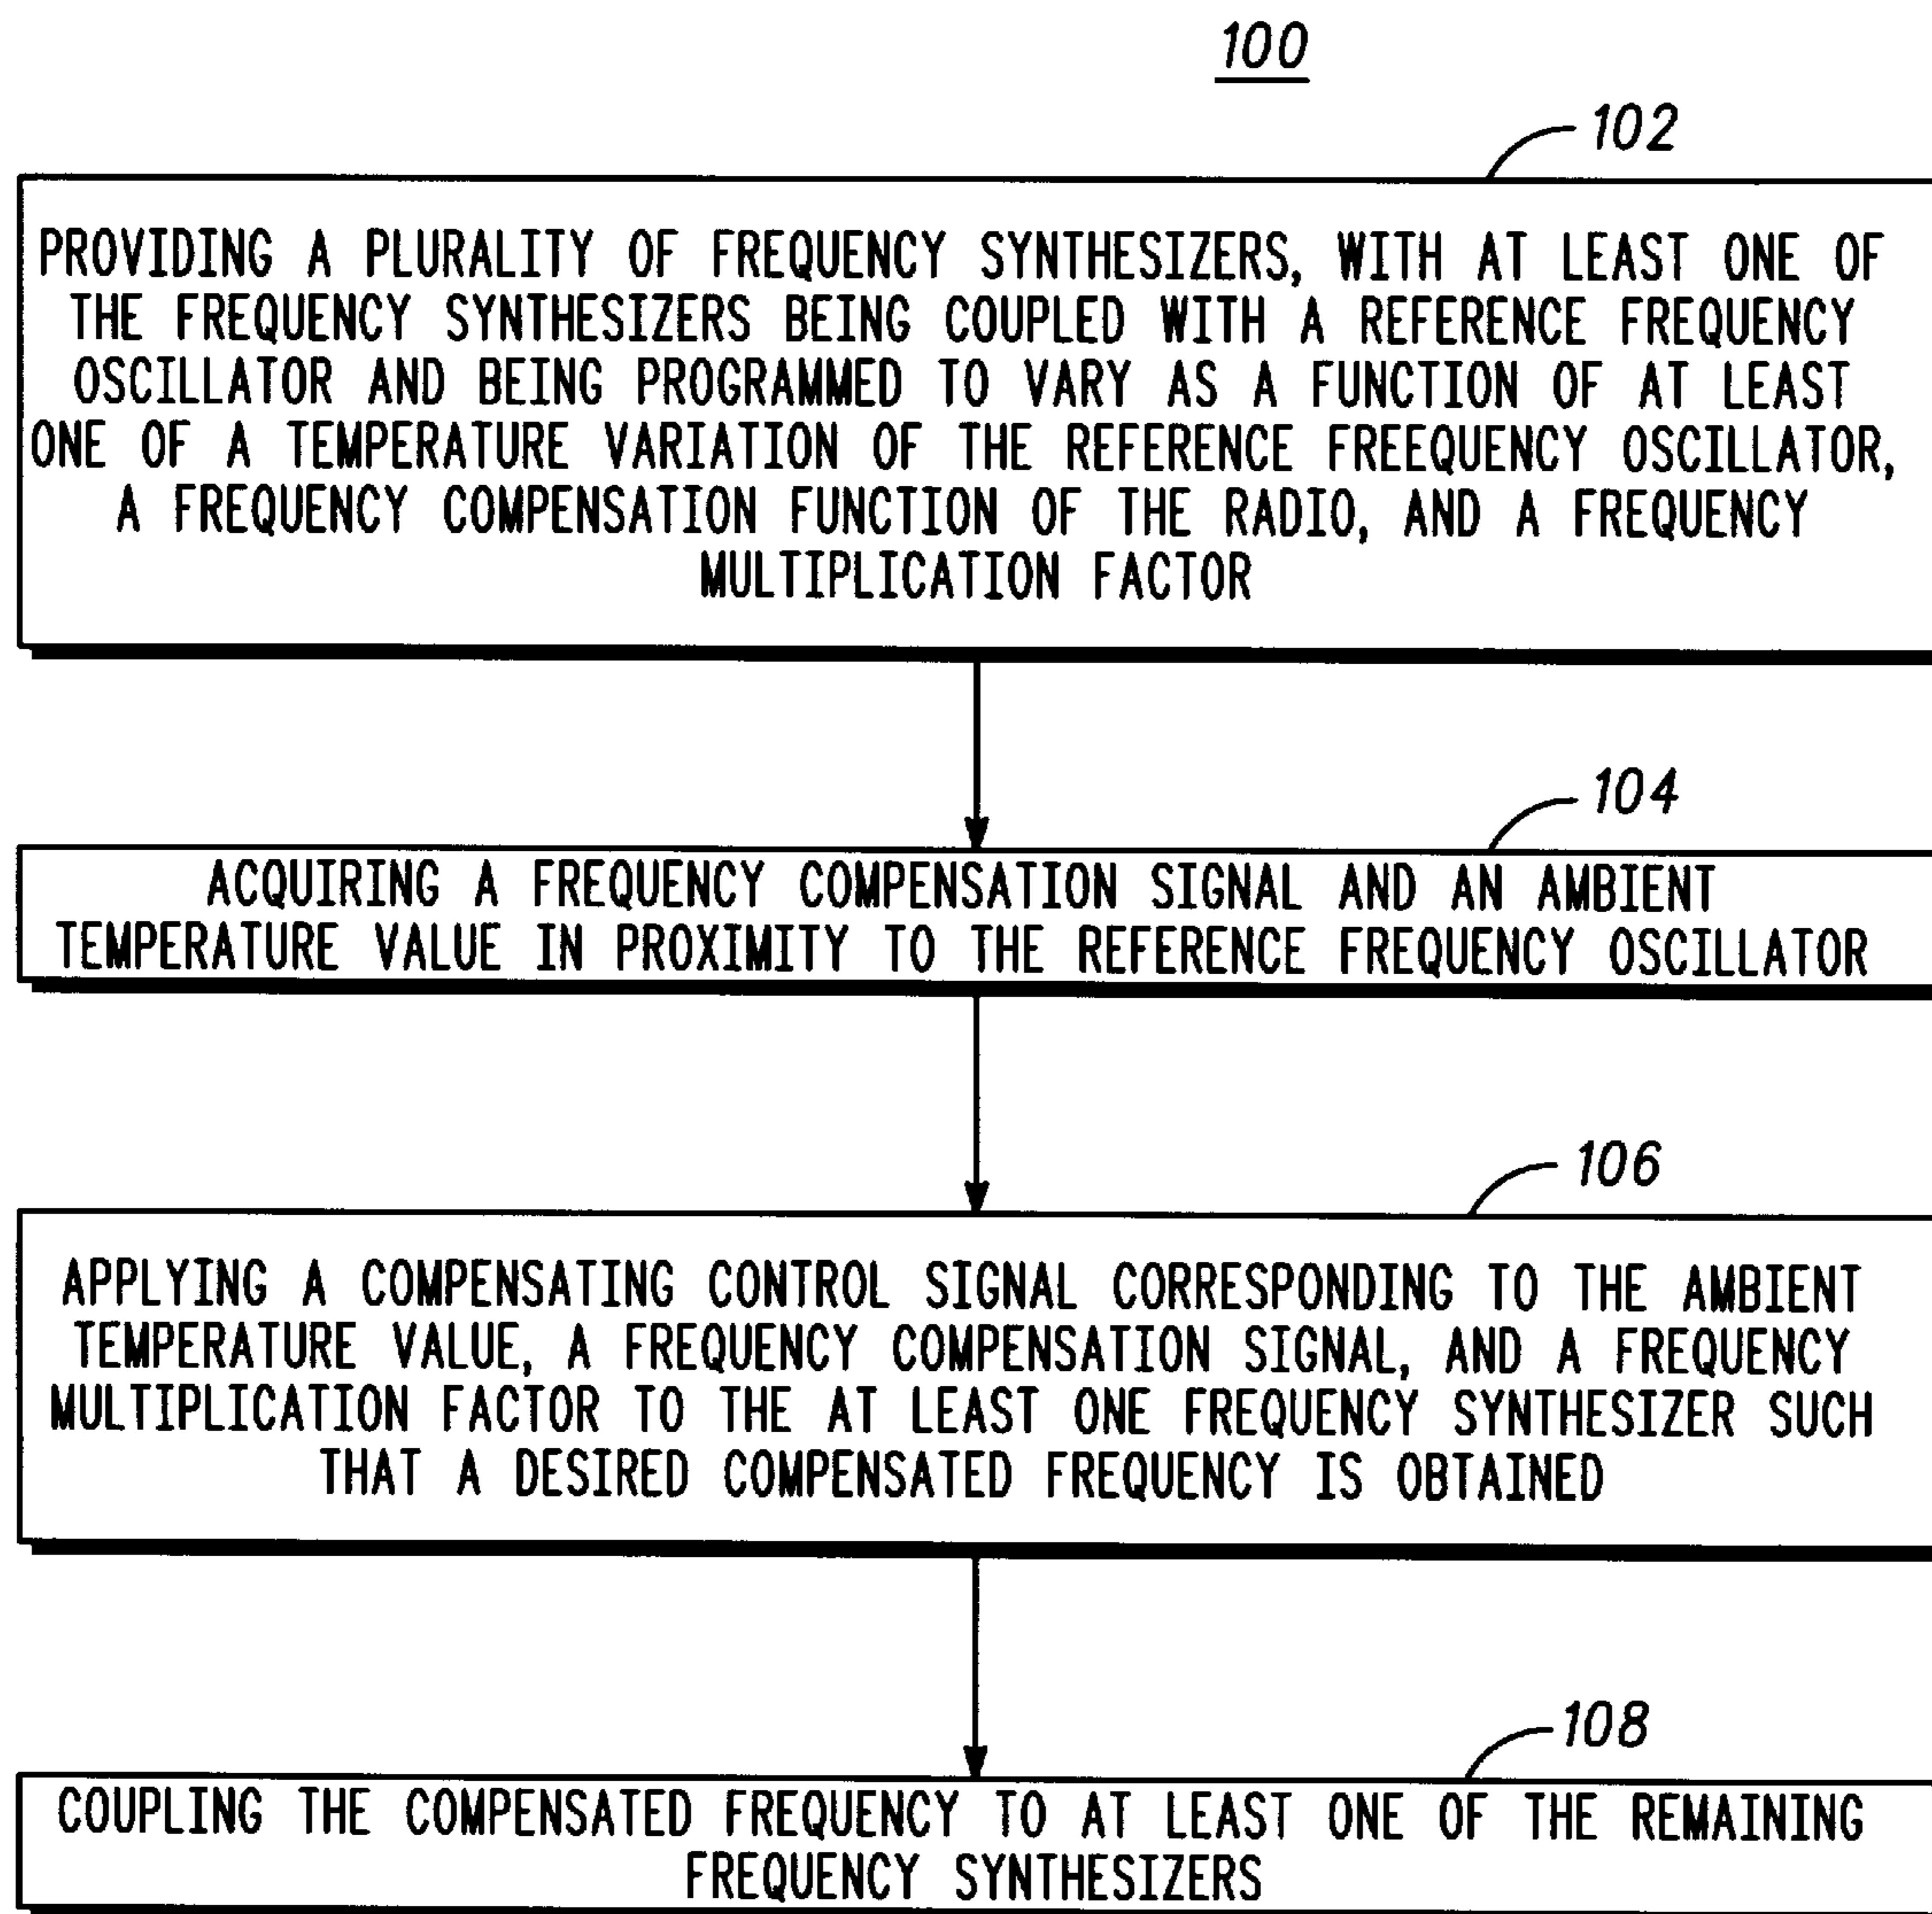 100
102
PROVIDING A PLURALITY OF FREQUENCY SYNTHESIZERS, WITH AT LEAST ONE OF
THE FREQUENCY SYNTHESIZERS BEING COUPLED WITH A REFERENCE FREQUENCY
OSCILLATOR AND BEING PROGRAMMED TO VARY AS A FUNCTION OF AT LEAST
ONE OF A TEMPERATURE VARIATION OF THE REFERENCE FREEQUENCY OSCILLATOR,
A FREQUENCY COMPENSATION FUNCTION OF THE RADIO, AND A FREQUENCY
MULTIPLICATION FACTOR
104
ACQUIRING A FREQUENCY COMPENSATION SIGNAL AND AN AMBIENT
TEMPERATURE VALUE IN PROXIMITY TO THE REFERENCE FREQUENCY OSCILLATOR
106
APPLYING A COMPENSATING CONTROL SIGNAL CORRESPONDING TO THE AMBIENT
TEMPERATURE VALUE, A FREQUENCY COMPENSATION SIGNAL, AND A FREQUENCY
MULTIPLICATION FACTOR TO THE AT LEAST ONE FREQUENCY SYNTHESIZER SUCH
THAT A DESIRED COMPENSATED FREQUENCY IS OBTAINED
108
COUPLING THE COMPENSATED FREQUENCY TO AT LEAST ONE OF THE REMAINING
FREQUENCY SYNTHESIZERS